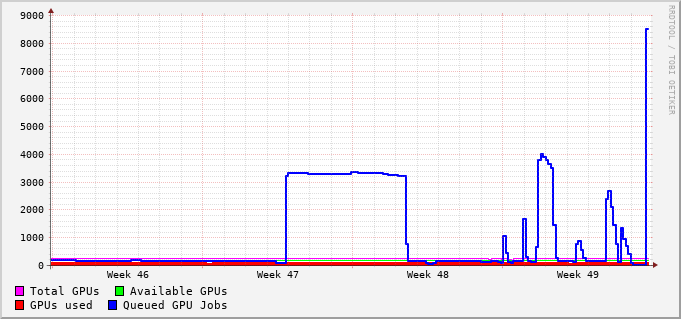 9000
8000
7000
6000
5000
4000
3000
2000
1000
0
Week 46 Week 47 Week 48 Week 49
Total GPUs Available GPUs
GPUs used Queued GPU Jobs
RRDTOOL / TOBI OETIKER